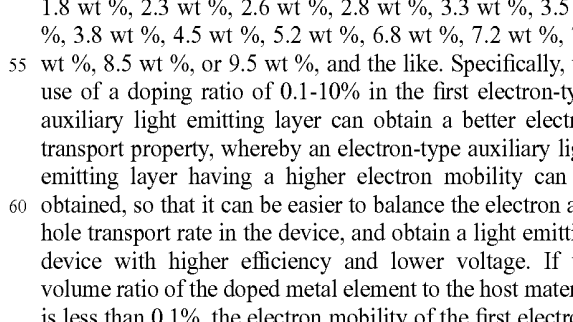 1.8 wt %, 2.3 wt %, 2.6 wt %, 2.8 wt %, 3.3 wt %, 3.5
%, 3.8 wt %, 4.5 wt %, 5.2 wt %, 6.8 wt %, 7.2 wt %,
55 wt %, 8.5 wt %, or 9.5 wt %, and the like. Specifically,
use of a doping ratio of 0.1-10% in the first electron-ty
auxiliary light emitting layer can obtain a better electr
transport property, whereby an electron-type auxiliary lig
emitting layer having a higher electron mobility can
60 obtained, so that it can be easier to balance the electron a
hole transport rate in the device, and obtain a light emitti
device with higher efficiency and lower voltage. If
volume ratio of the doped metal element to the host mater
is less than 0.1%, the electron mobility of the first electro